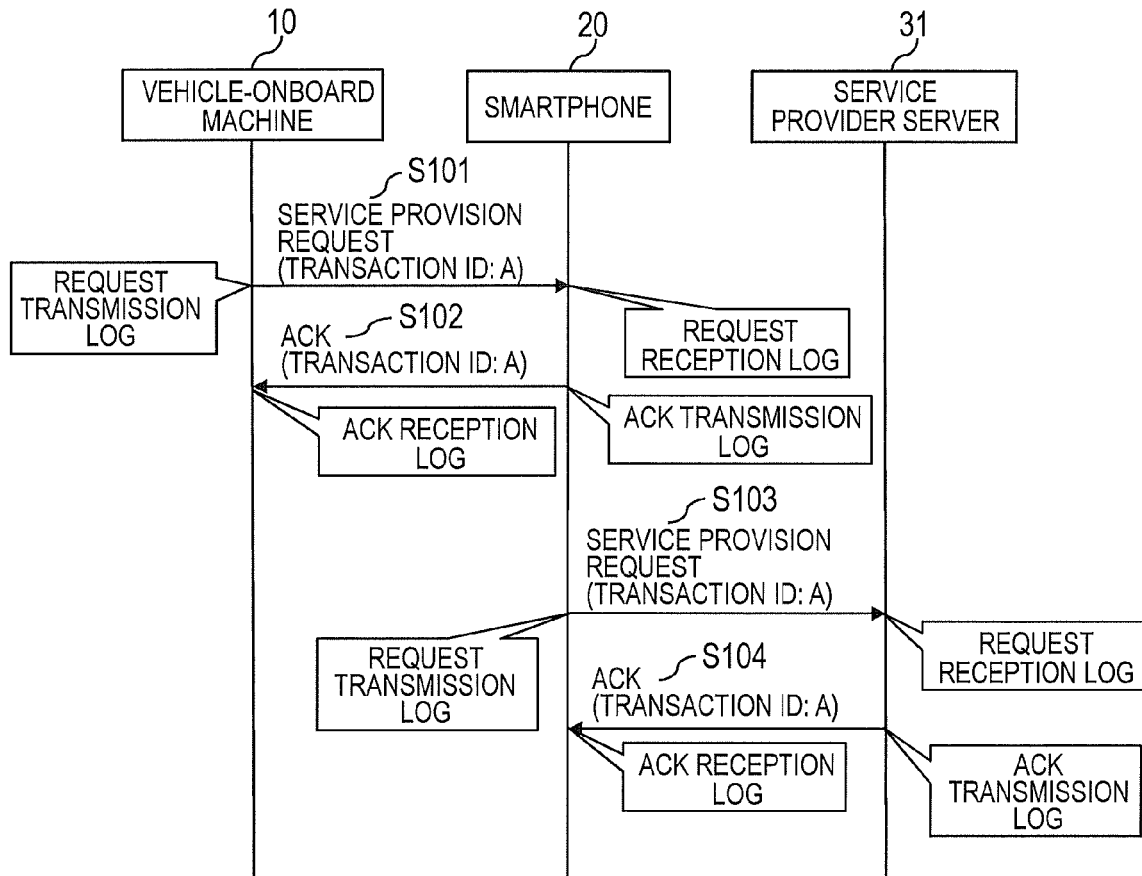 10
20
31
VEHICLE-ONBOARD
MACHINE
SMARTPHONE
SERVICE
PROVIDER SERVER
S101
SERVICE PROVISION
REQUEST
(TRANSACTION ID: A)
REQUEST
TRANSMISSION
LOG
REQUEST
RECEPTION LOG
S102
ACK
(TRANSACTION ID: A)
ACK RECEPTION
LOG
ACK TRANSMISSION
LOG
S103
SERVICE PROVISION
REQUEST
(TRANSACTION ID: A)
REQUEST
TRANSMISSION
LOG
REQUEST
RECEPTION LOG
S104
ACK
(TRANSACTION ID: A)
ACK RECEPTION
LOG
ACK
TRANSMISSION
LOG